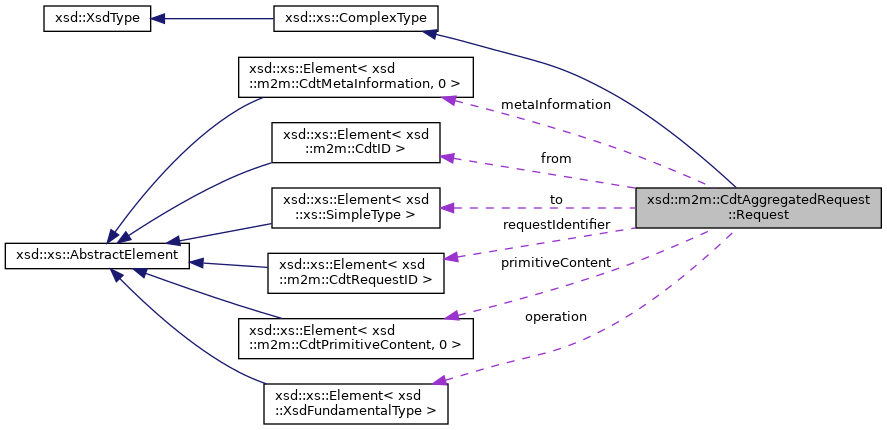 xsd::XsdType
xsd::xs::ComplexType
xsd::xs::Element< xsd
::m2m::CdtMetaInformation, 0 >
metaInformation
xsd::xs::Element< xsd
::m2m::CdtID >
from
xsd::xs::Element< xsd
::xs::SimpleType >
to
xsd::m2m::CdtAggregatedRequest
::Request
requestIdentifier
xsd::xs::AbstractElement
xsd::xs::Element< xsd
::m2m::CdtRequestID >
primitiveContent
xsd::xs::Element< xsd
::m2m::CdtPrimitiveContent, 0 >
operation
xsd::xs::Element< xsd
::XsdFundamentalType >